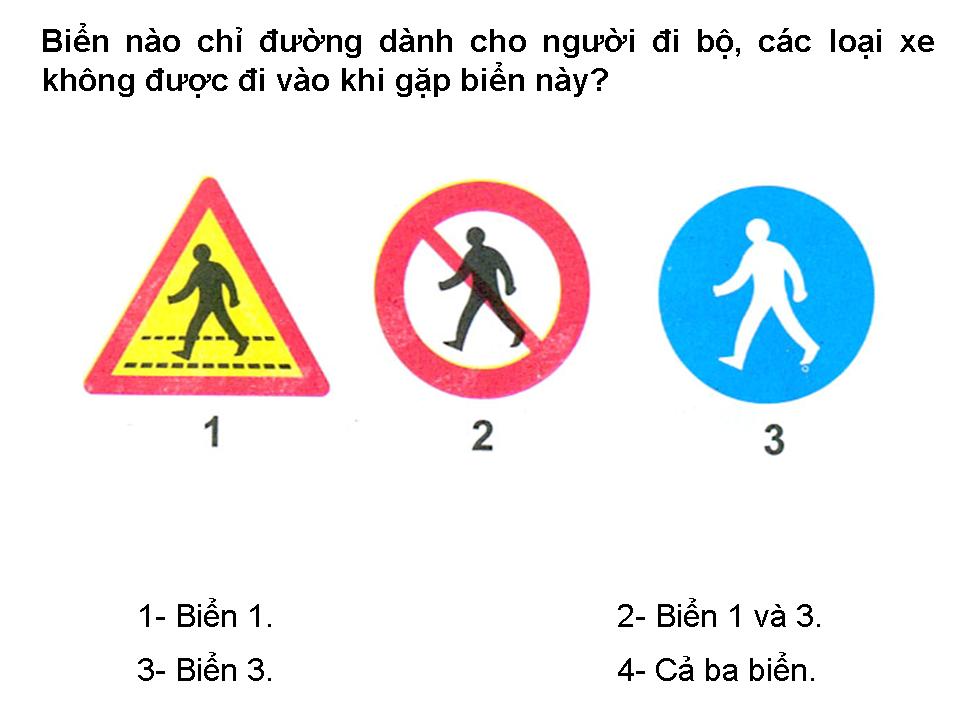 Biển nào chỉ đường dành cho người đi bộ, các loại xe
không được đi vào khi gặp biển này?
1
2
3
1- Biển 1.
2- Biển 1 và 3.
3- Biển 3.
4- Cả ba biển.